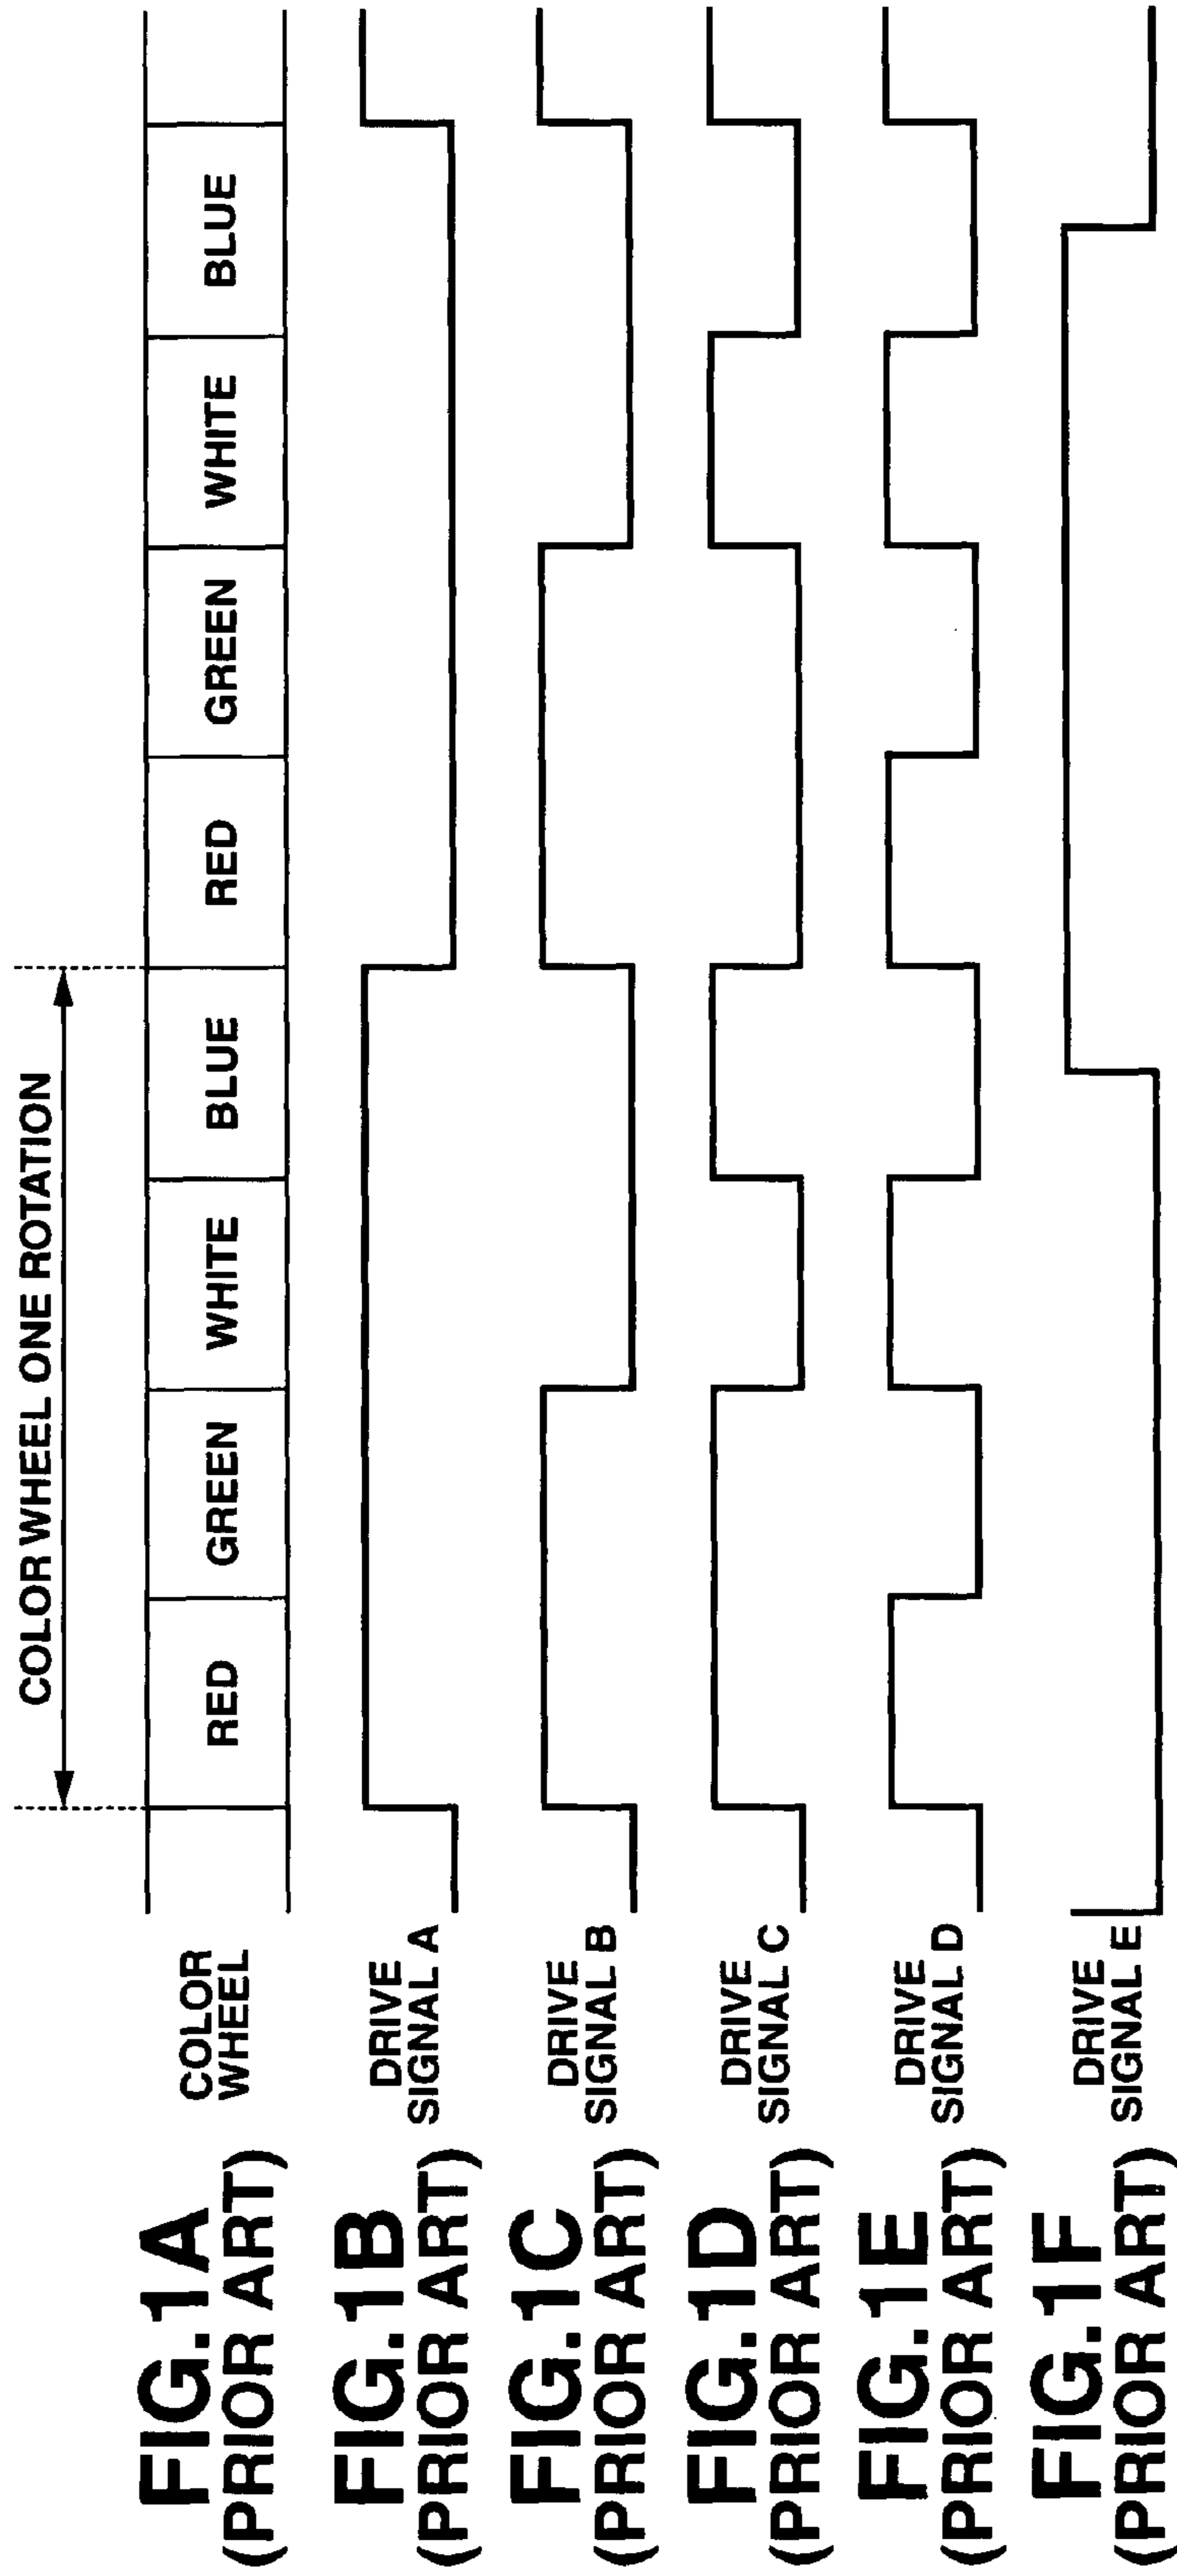 COLOR WHEEL ONE ROTATION
FIG.1A
(PRIOR ART)
COLOR
WHEEL
RED
GREEN
WHITE
BLUE
RED
GREEN
WHITE
BLUE
FIG.1B
(PRIOR ART)
DRIVE
SIGNAL A
FIG.1C
(PRIOR ART)
DRIVE
SIGNAL B
FIG.1D
(PRIOR ART)
DRIVE
SIGNAL C
FIG.1E
(PRIOR ART)
DRIVE
SIGNAL D
FIG.1F
(PRIOR ART)
DRIVE
SIGNAL E